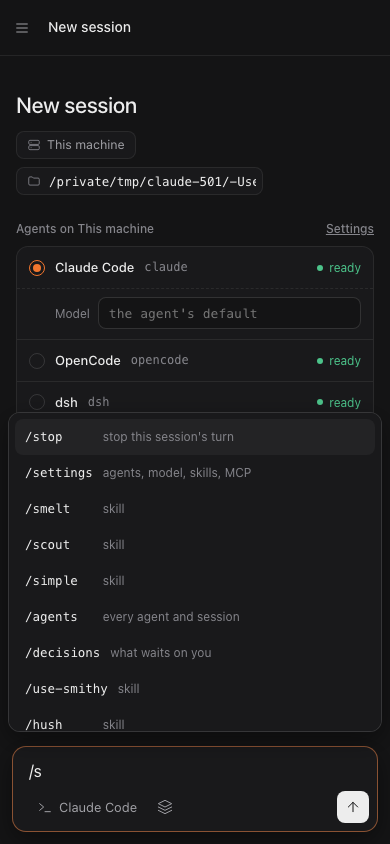 New session
New session
This machine
/private/tmp/claude-501/-Use
Agents on This machine Settings
Claude Code claude ready
Model the agent's default
OpenCode opencode ready
dsh dsh ready
/stop stop this session's turn
/settings agents, model, skills, MCP
/smelt skill
/scout skill
/simple skill
/agents every agent and session
/decisions what waits on you
/use-smithy skill
/hush skill
/s
Claude Code